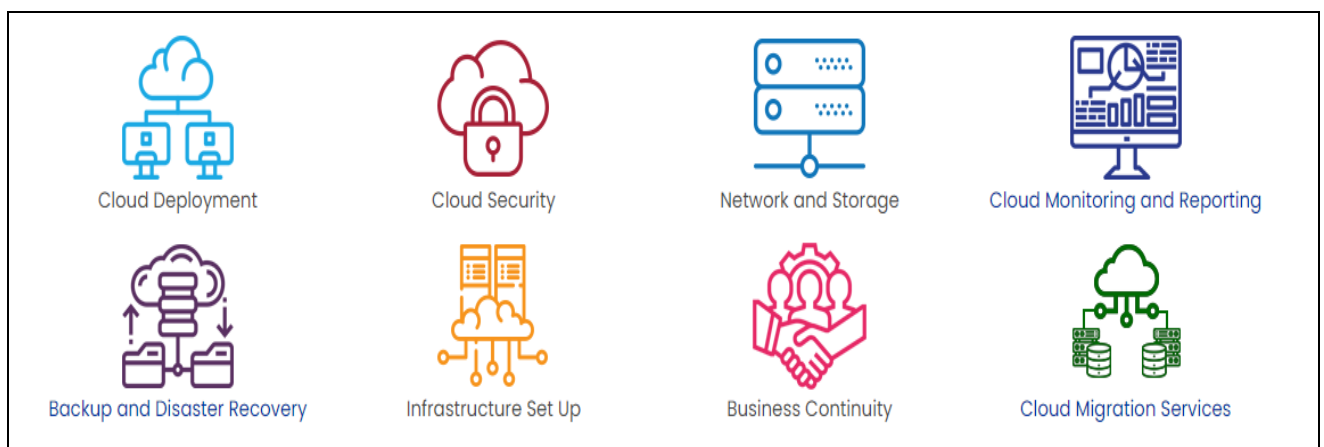 Cloud Deployment
Cloud Security
Network and Storage
Cloud Monitoring and Reporting
Backup and Disaster Recovery
Infrastructure Set Up
Business Continuity
Cloud Migration Services